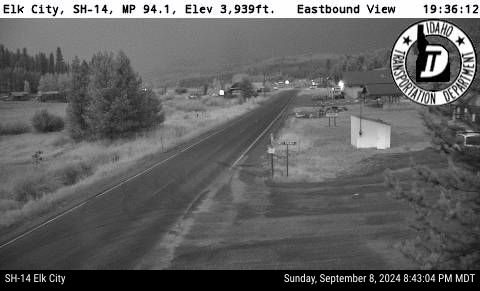 Elk City, SH-14, MP 94.1, Elev 3,939ft. Eastbound View 19:36:12
IDAHO
TRANSPORTATION DEPARTMENT
SH-14 Elk City Sunday, September 8, 2024 8:43:04 PM MDT